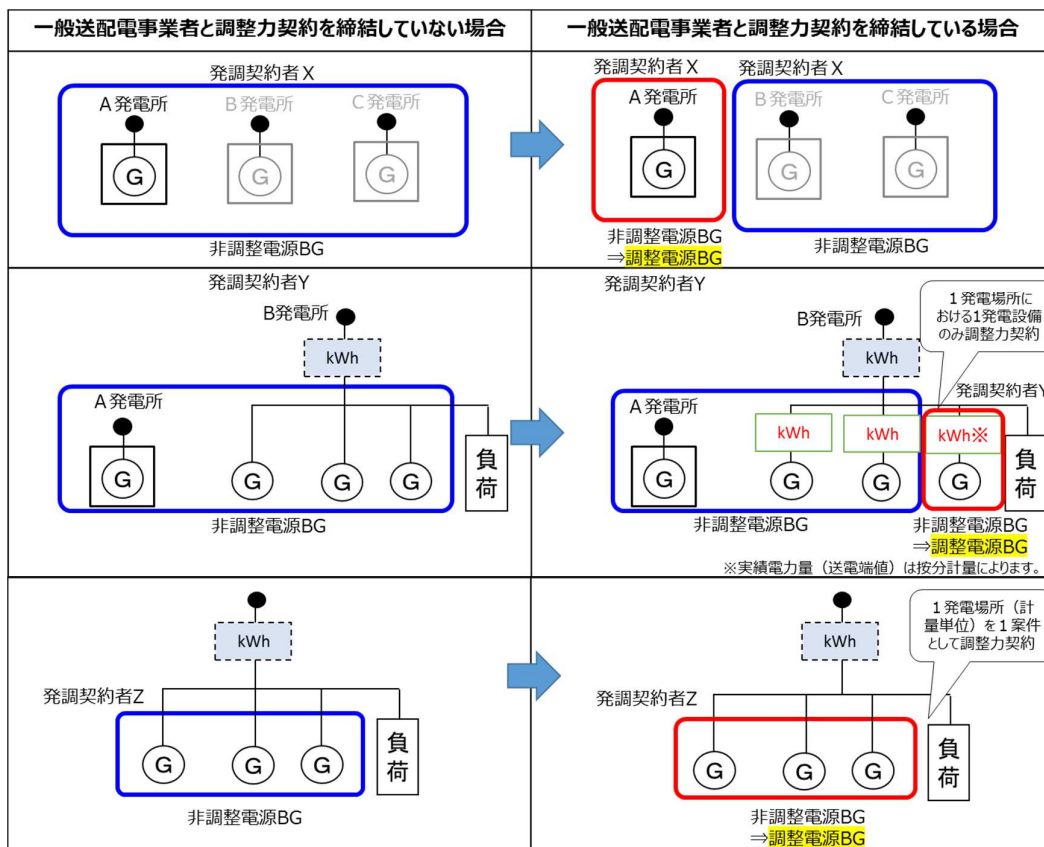 一般送配電事業者と調整力契約を締結していない場合
一般送配電事業者と調整力契約を締結している場合
発調契約者X
A発電所
B発電所
C発電所
G
G
G
非調整電源BG
発調契約者X
発調契約者X
A発電所
B発電所
C発電所
G
G
G
非調整電源BG
⇒調整電源BG
非調整電源BG
発調契約者Y
B発電所
kWh
A発電所
G
G
G
G
負荷
非調整電源BG
発調契約者Y
1発電場所に
おける1発電設備
のみ調整力契約
B発電所
kWh
発調契約者Y
A発電所
kWh
kWh
kWh※
G
G
G
G
負荷
非調整電源BG
非調整電源BG
⇒調整電源BG
※実績電力量（送電端値）は按分計量によります。
kWh
発調契約者Z
G
G
G
負荷
非調整電源BG
1発電場所（計
量単位）を1案件
として調整力契約
kWh
発調契約者Z
G
G
G
負荷
非調整電源BG
⇒調整電源BG